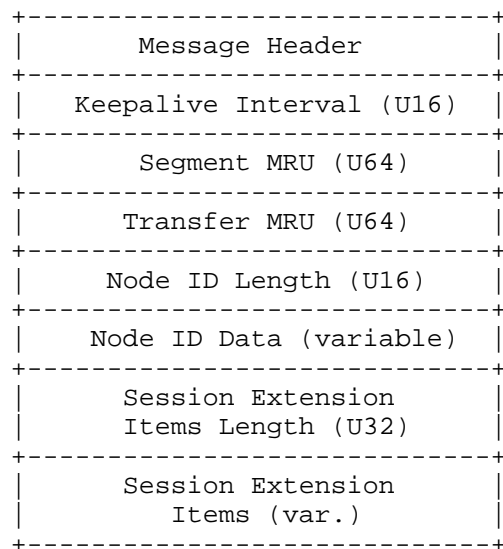 Message Header
Keepalive Interval (U16)
Segment MRU (U64)
Transfer MRU (U64)
Node ID Length (U16)
Node ID Data (variable)
Session Extension
Items Length (U32)
Session Extension
Items (var.)